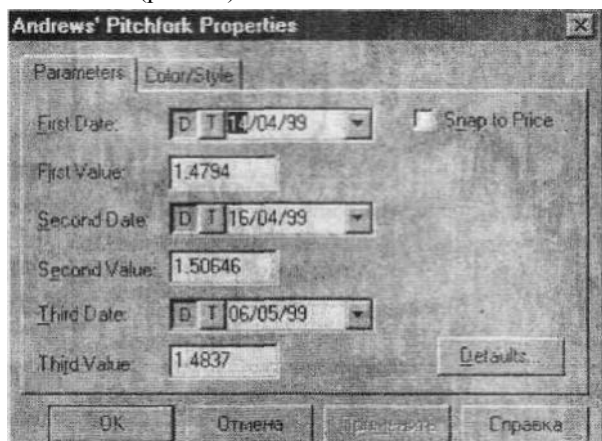 Andrews' Pitchfork Properties
Parameters Color/Style
First Date: D T 14/04/99 Snap to Price
First Value: 1.4794
Second Date D T 16/04/99
Second Value: 1.50646
Third Date: D T 06/05/99
Third Value: 1.4837 Defaults...
OK Отмена Справка